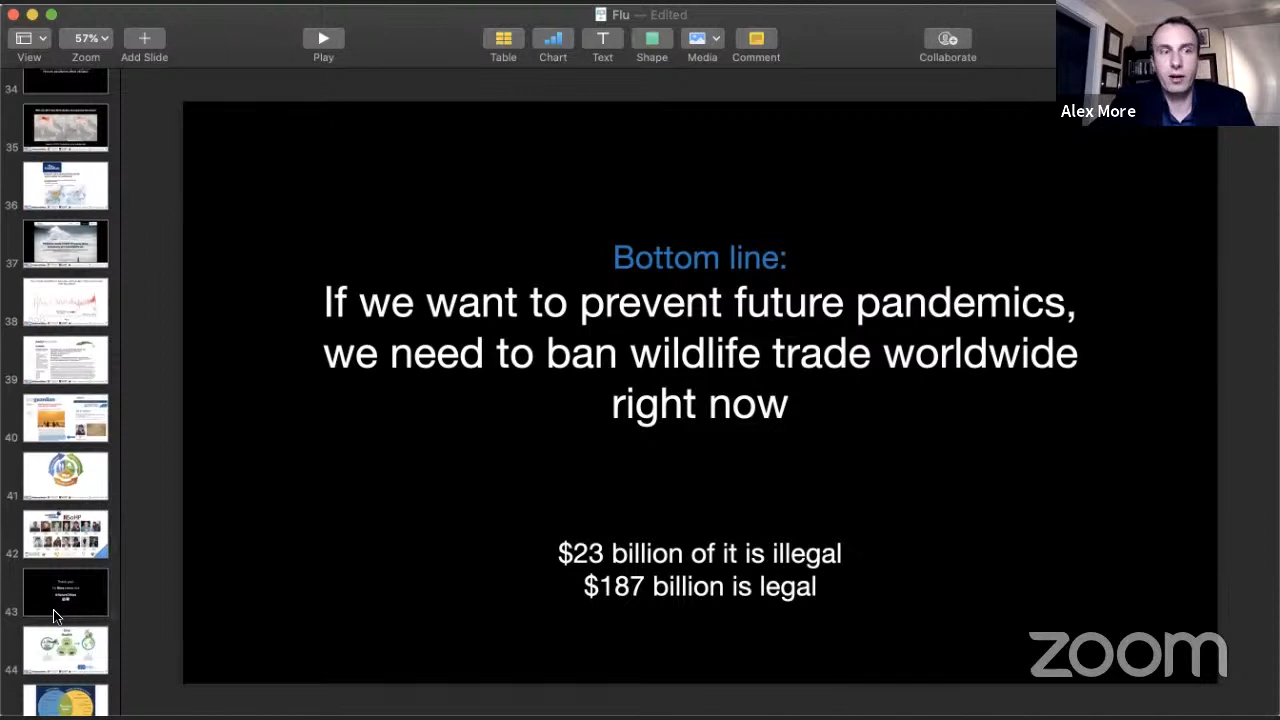 Flu — Edited
57%
View
Zoom
Add Slide
Play
Table
Chart
Text
Shape
Media
Comment
Collaborate
Alex More
34
35
36
37
38
39
40
41
42
43
44
Bottom line:
If we want to prevent future pandemics,
we need to ban wildlife trade worldwide
right now
$23 billion of it is illegal
$187 billion is legal
zoom